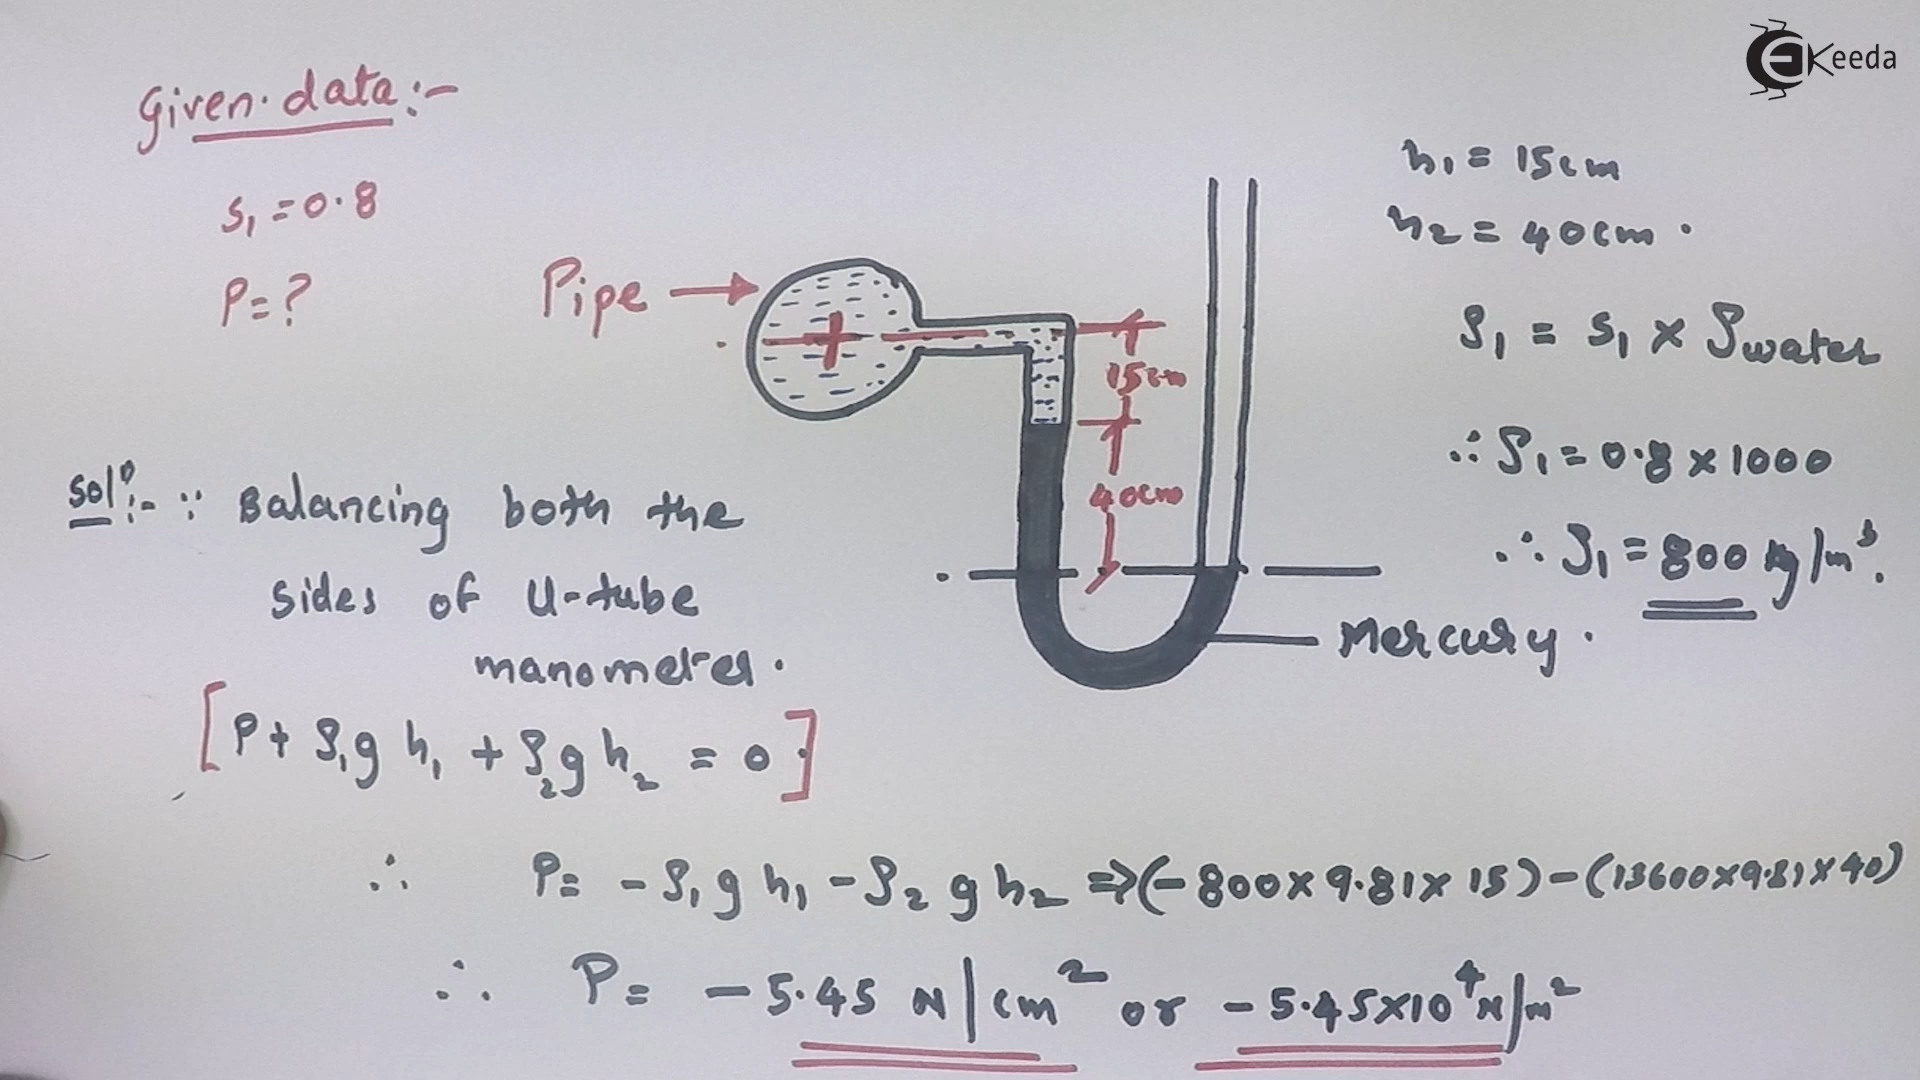 Keeda
Given data :-
S₁ = 0.8
P = ?
Pipe
h₁ = 15cm
h₂ = 40cm.
ρ₁ = S₁ × ρwater
∴ ρ₁ = 0.8 × 1000
∴ ρ₁ = 800 kg/m³.
15cm
40cm
Mercury.
Solⁿ:- ∵ Balancing both the
sides of U-tube
manometer.
[P + ρ₁g h₁ + ρ₂g h₂ = 0]
∴ P = - ρ₁ g h₁ - ρ₂ g h₂ ⇒ (-800 × 9.81 × 15) - (13600 × 9.81 × 40)
∴ P = - 5.45 N/cm² or - 5.45×10⁴ N/m²